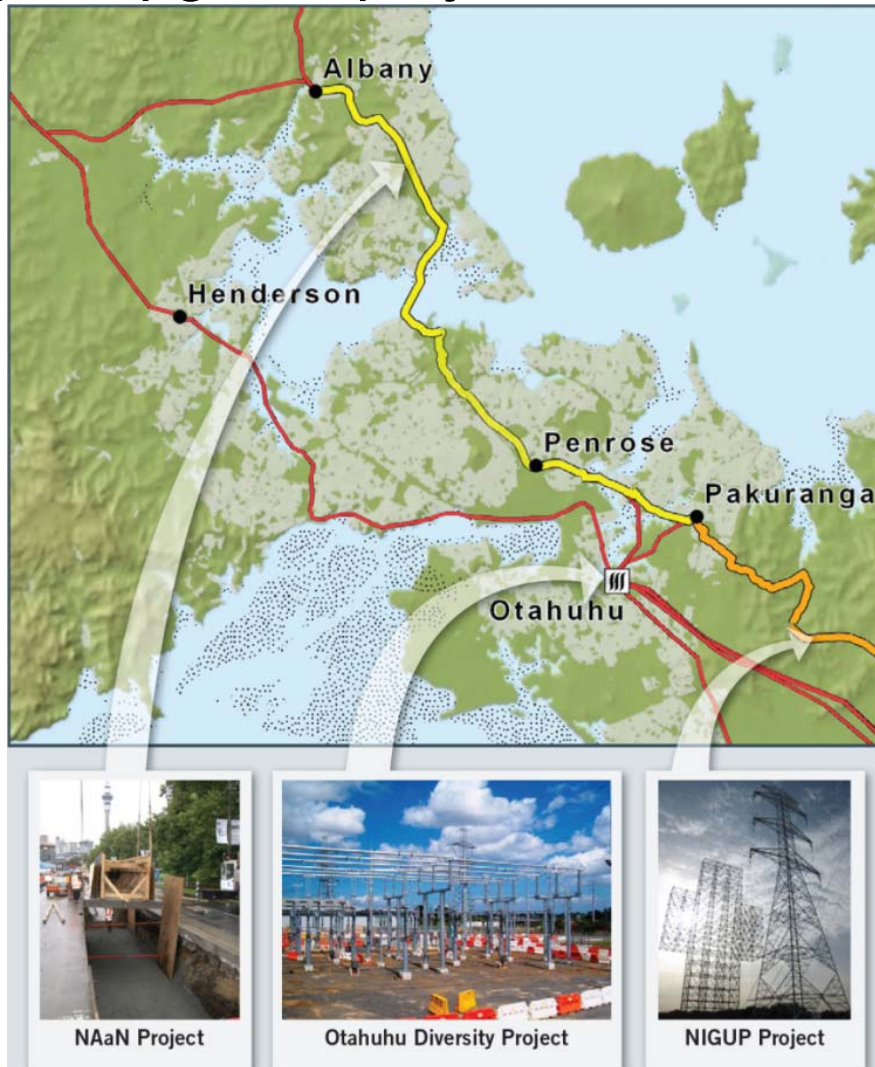 Albany
Henderson
Penrose
Pakuranga
Otahuhu
NAaN Project
Otahuhu Diversity Project
NIGUP Project